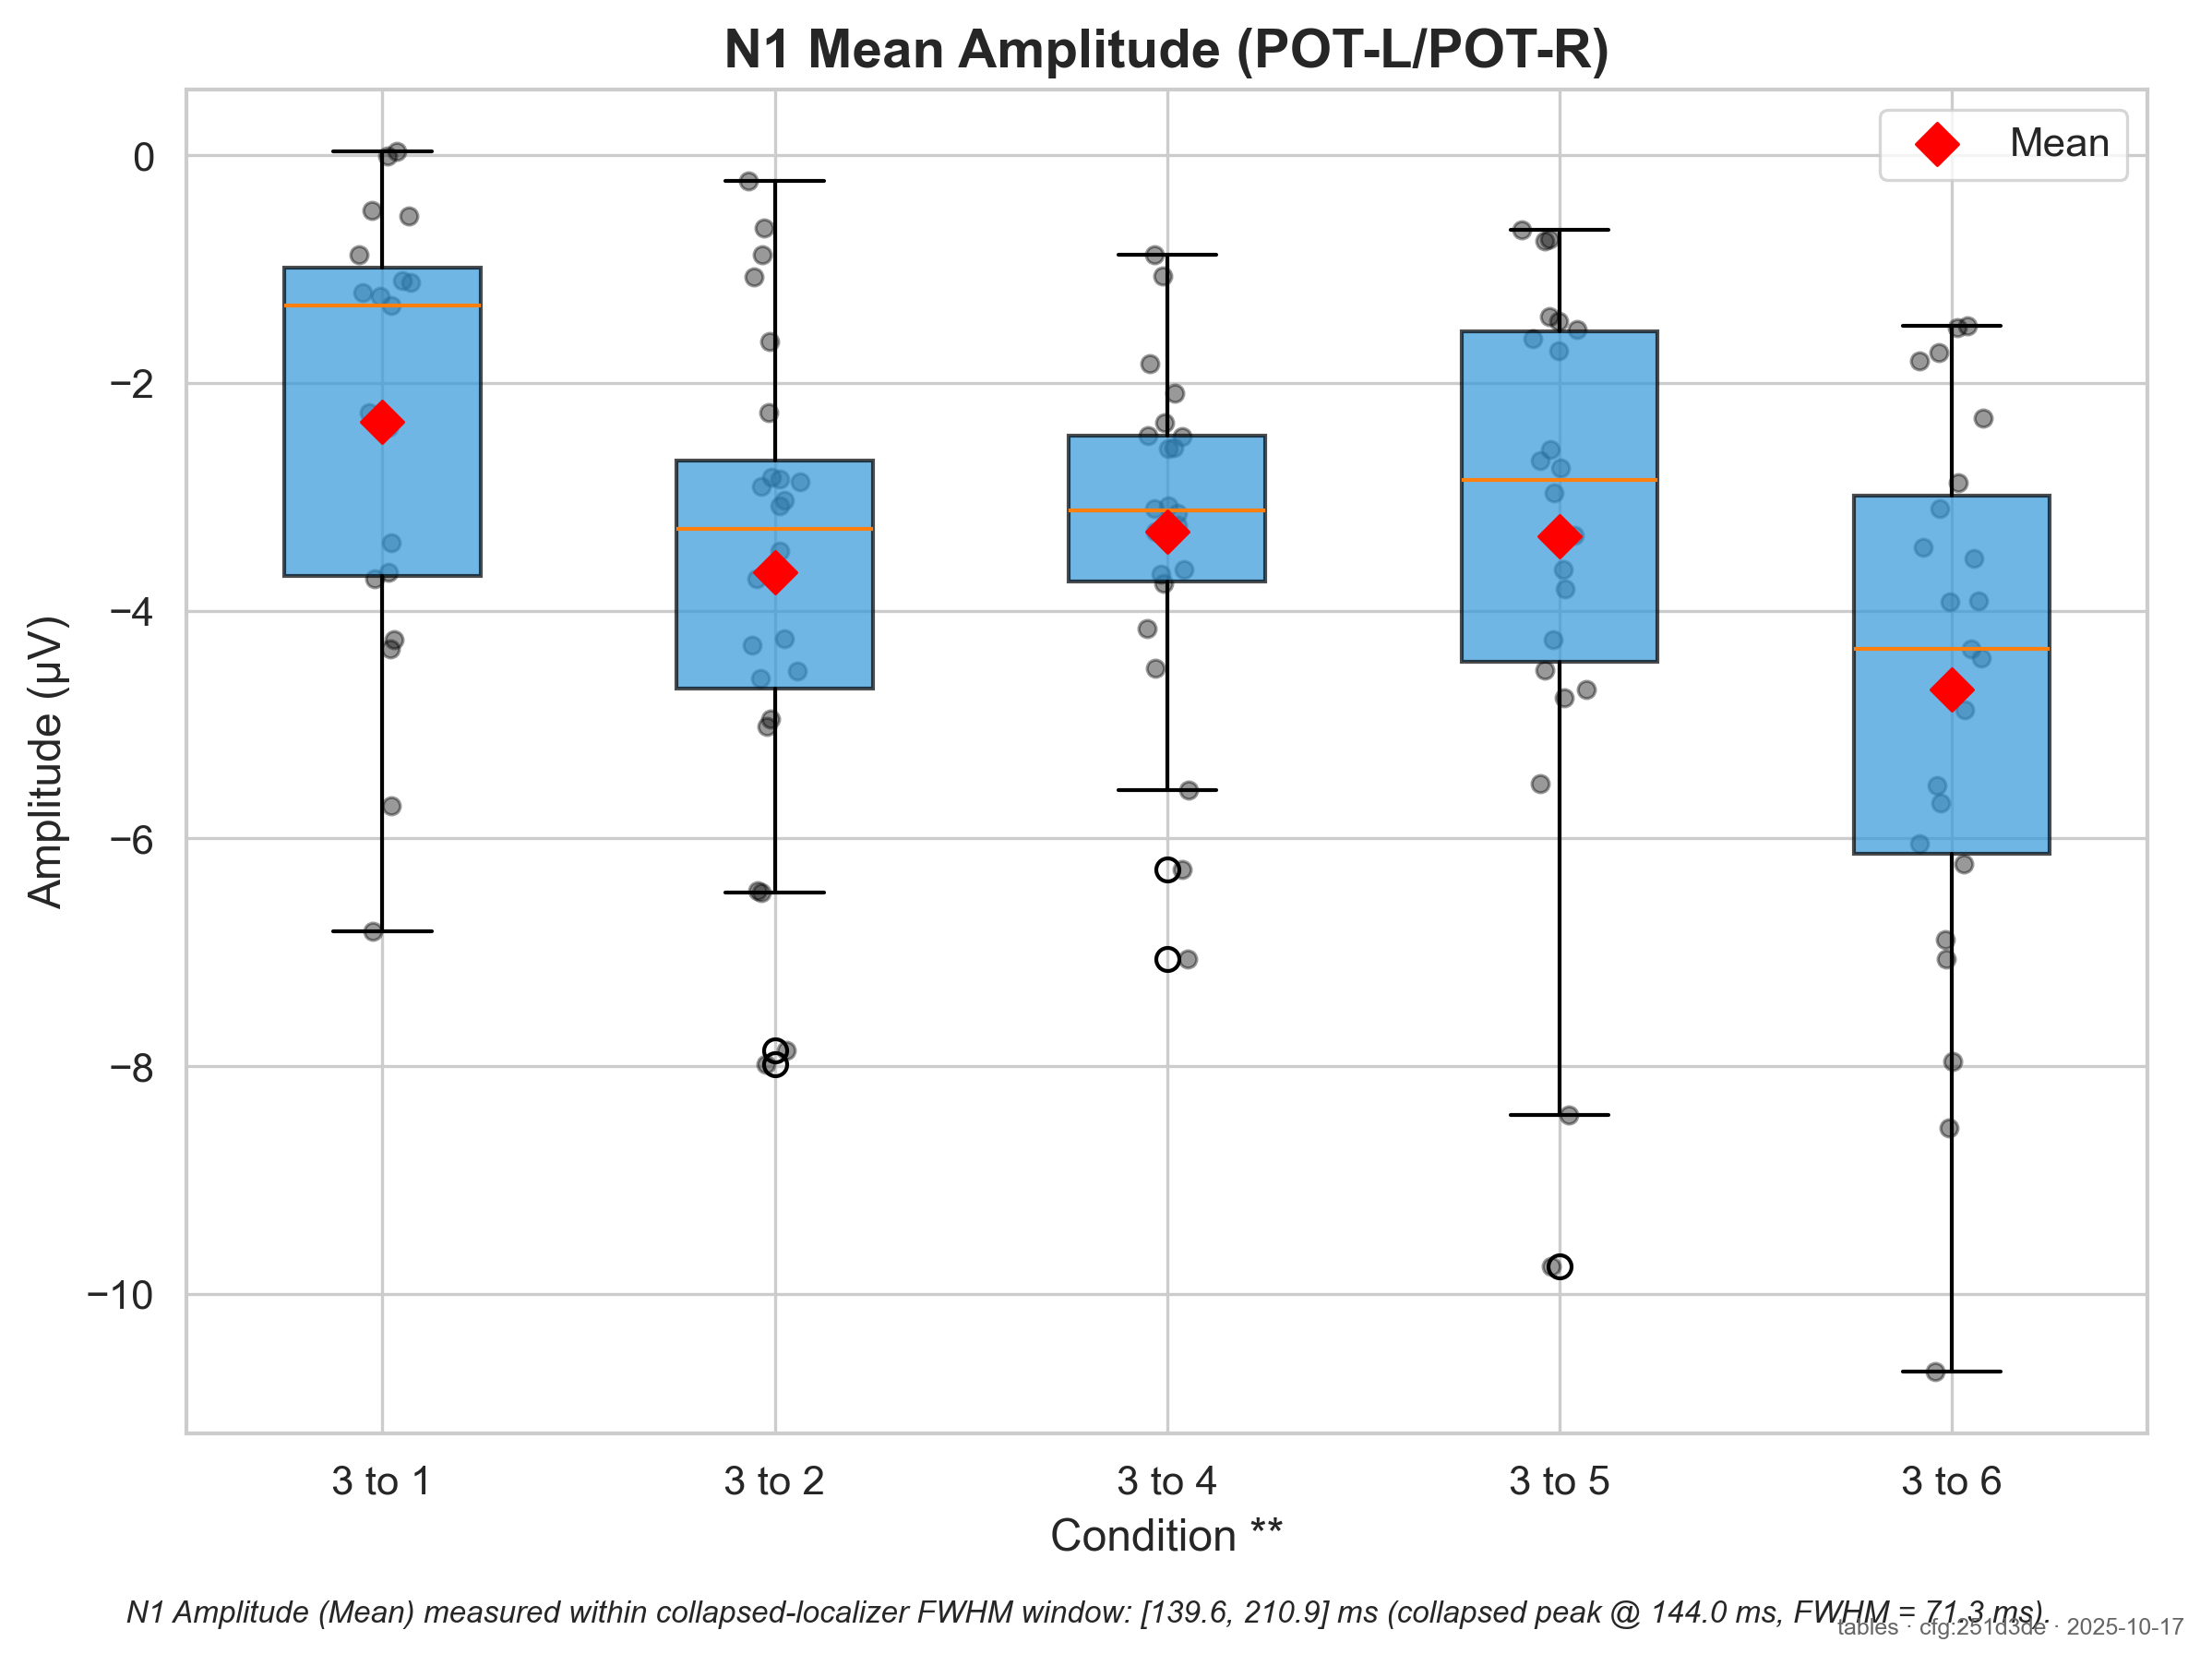 N1 Mean Amplitude (POT-L/POT-R)
Mean
0
−2
−4
−6
−8
−10
Amplitude (µV)
3 to 1
3 to 2
3 to 4
3 to 5
3 to 6
Condition **
N1 Amplitude (Mean) measured within collapsed-localizer FWHM window: [139.6, 210.9] ms (collapsed peak @ 144.0 ms, FWHM = 71.3 ms).
tables · cfg:251d3de · 2025-10-17